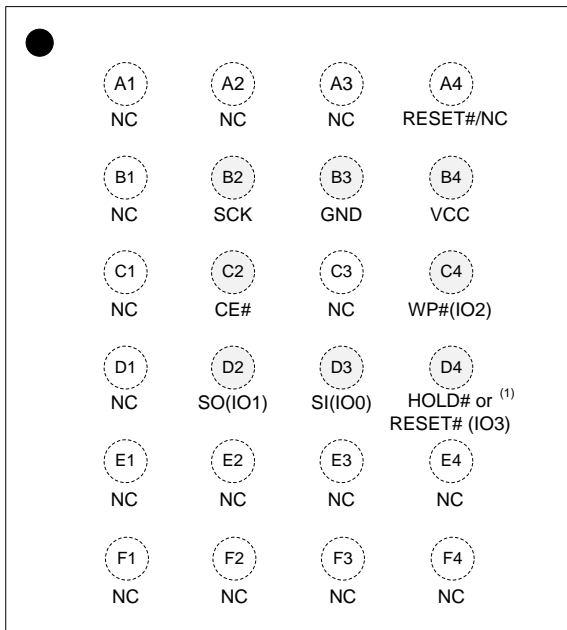 A1 A2 A3 A4
NC NC NC RESET#/NC
B1 B2 B3 B4
NC SCK GND VCC
C1 C2 C3 C4
NC CE# NC WP#(IO2)
D1 D2 D3 D4
NC SO(IO1) SI(IO0) HOLD# or (1)
RESET# (IO3)
E1 E2 E3 E4
NC NC NC NC
F1 F2 F3 F4
NC NC NC NC